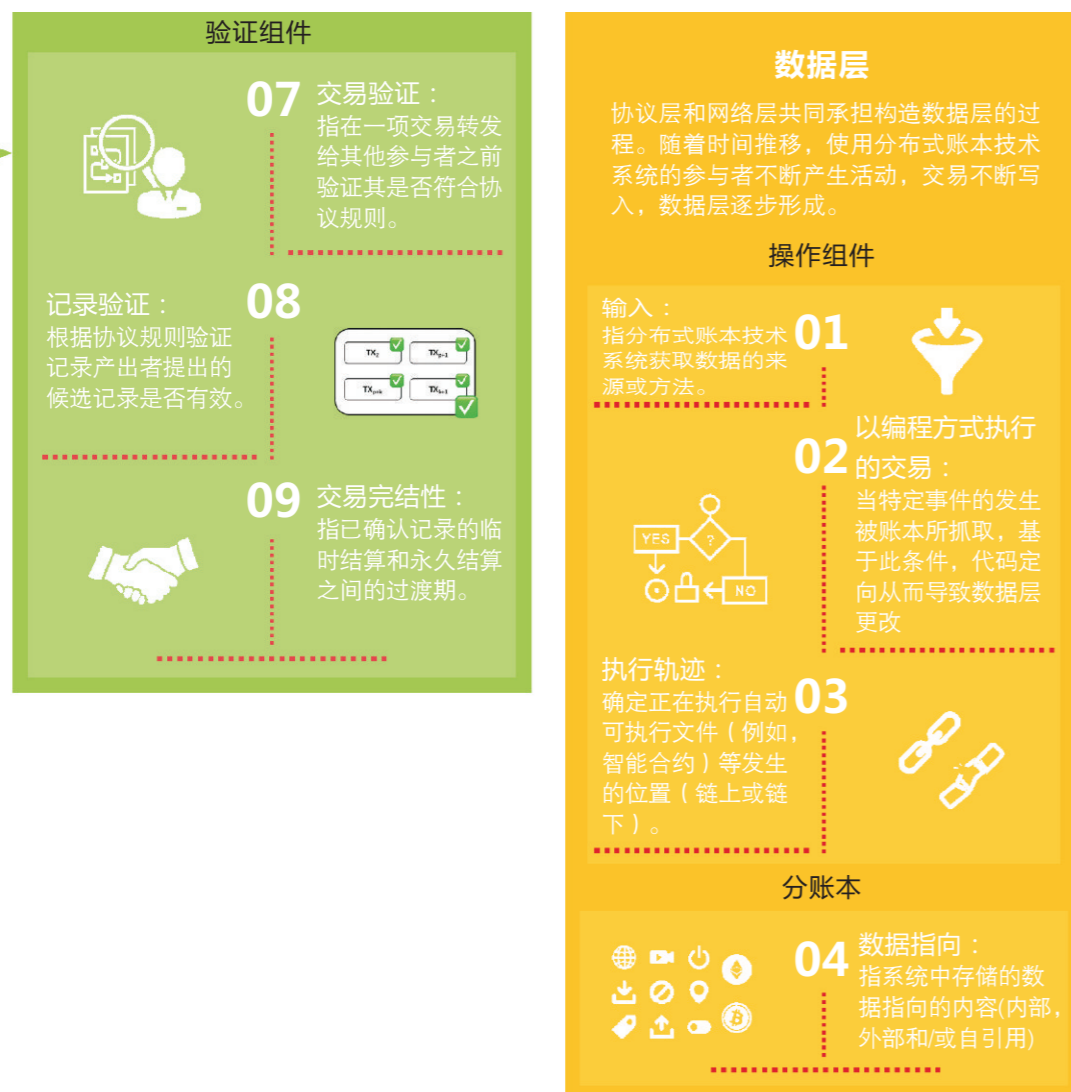 验证组件
07
交易验证：
指在一项交易转发
给其他参与者之前
验证其是否符合协
议规则。
记录验证：
08
根据协议规则验证
记录产出者提出的
候选记录是否有效。
09
交易完结性：
指已确认记录的临
时结算和永久结算
之间的过渡期。
数据层
协议层和网络层共同承担构造数据层的过
程。随着时间推移，使用分布式账本技术
系统的参与者不断产生活动，交易不断写
入，数据层逐步形成。
操作组件
输入：
01
指分布式账本技术
系统获取数据的来
源或方法。
02
以编程方式执行
的交易：
当特定事件的发生
被账本所抓取，基
于此条件，代码定
向从而导致数据层
更改
YES
?
NO
执行轨迹：
03
确定正在执行自动
可执行文件（例如，
智能合约）等发生
的位置（链上或链
下）。
分账本
04
数据指向：
指系统中存储的数
据指向的内容(内部，
外部和/或自引用)